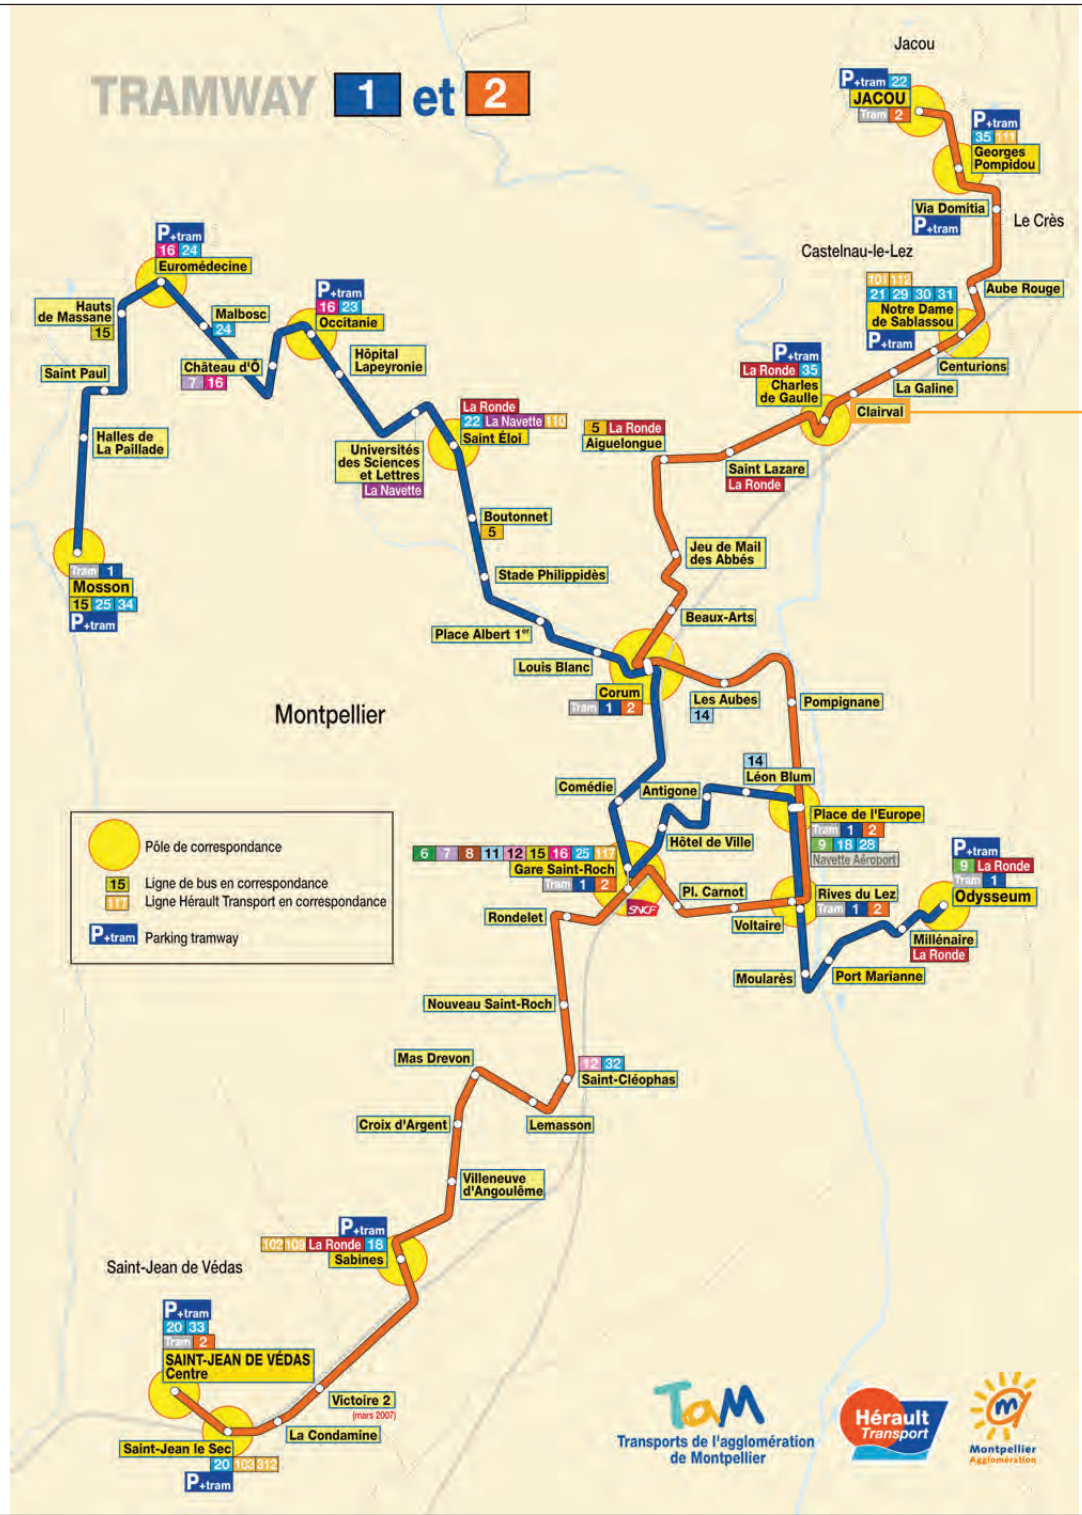 TRAMWAY 1 et 2
Jacou
P+tram 22
JACOU
Tram 2
P+tram
35 111
Georges
Pompidou
Via Domitia
P+tram
Le Crès
Castelnau-le-Lez
101 112
21 29 30 31
Notre Dame
de Sablassou
P+tram
Aube Rouge
Centurions
La Galine
Clairval
P+tram
La Ronde 35
Charles
de Gaulle
5 La Ronde
Aiguelongue
Saint Lazare
La Ronde
Jeu de Mail
des Abbés
Beaux-Arts
P+tram
16 24
Euromédecine
Hauts
de Massane
15
Malbosc
24
P+tram
16 23
Occitanie
Château d'Ô
7 16
Hôpital
Lapeyronie
Saint Paul
Halles de
La Paillade
Tram 1
Mosson
15 25 34
P+tram
La Ronde
22 La Navette 110
Saint Éloi
Universités
des Sciences
et Lettres
La Navette
Boutonnet
5
Stade Philippidès
Place Albert 1er
Louis Blanc
Corum
Tram 1 2
Les Aubes
14
Pompignane
Montpellier
Comédie
Antigone
14
Léon Blum
Hôtel de Ville
Place de l'Europe
Tram 1 2
9 18 28
Navette Aéroport
6 7 8 11 12 15 16 25 117
Gare Saint-Roch
Tram 1 2
SNCF
Pl. Carnot
Voltaire
Rives du Lez
Tram 1 2
P+tram
9 La Ronde
Tram 1
Odysseum
Millénaire
La Ronde
Port Marianne
Moularès
Pôle de correspondance
15 Ligne de bus en correspondance
117 Ligne Hérault Transport en correspondance
P+tram Parking tramway
Rondelet
Nouveau Saint-Roch
12 32
Saint-Cléophas
Mas Drevon
Lemasson
Croix d'Argent
Villeneuve
d'Angoulême
P+tram
102 109 La Ronde 18
Sabines
Saint-Jean de Védas
P+tram
20 33
Tram 2
SAINT-JEAN DE VÉDAS
Centre
Victoire 2
(mars 2007)
La Condamine
Saint-Jean le Sec
20 103 312
P+tram
TaM
Transports de l'agglomération
de Montpellier
Hérault
Transport
m
Montpellier
Agglomération